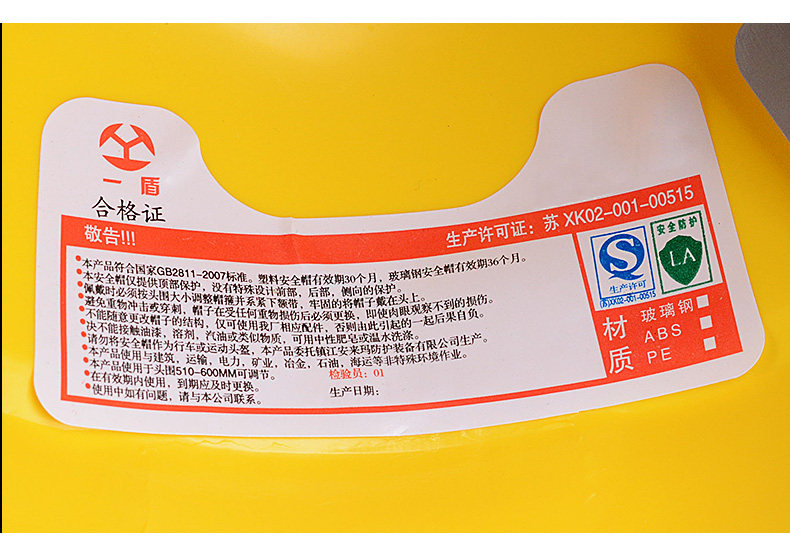 一盾
合格证
敬告!!!
生产许可证：苏 XK02-001-00515
•本产品符合国家GB2811-2007标准。塑料安全帽有效期30个月，玻璃钢安全帽有效期36个月。
•本安全帽仅提供顶部保护，没有特殊设计前部，后部，侧向的保护。
•佩戴时必须按头围大小调整帽箍并系紧下颏带，牢固的将帽子戴在头上。
•避免重物冲击或穿刺，帽子在受任何重物损伤后必须更换，即使肉眼观察不到的损伤。
•不能随意更改帽子的结构，仅可使用我厂相应配件，否则由此引起的一起后果自负。
•决不能接触油漆，溶剂，汽油或类似物质，可用中性肥皂或温水洗涤。
•请勿将安全帽作为行车或运动头盔，本产品委托镇江安来玛防护装备有限公司生产。
•本产品使用与建筑，运输，电力，矿业，冶金，石油，海运等非特殊环境作业。
•本产品使用于头围510-600MM可调节。
•在有效期内使用，到期应及时更换。
•使用中如有问题，请与本公司联系。
检验员：01
生产日期：
QS
生产许可
(苏)XK02-001-00515
安全防护
LA
材质
玻璃钢
ABS
PE